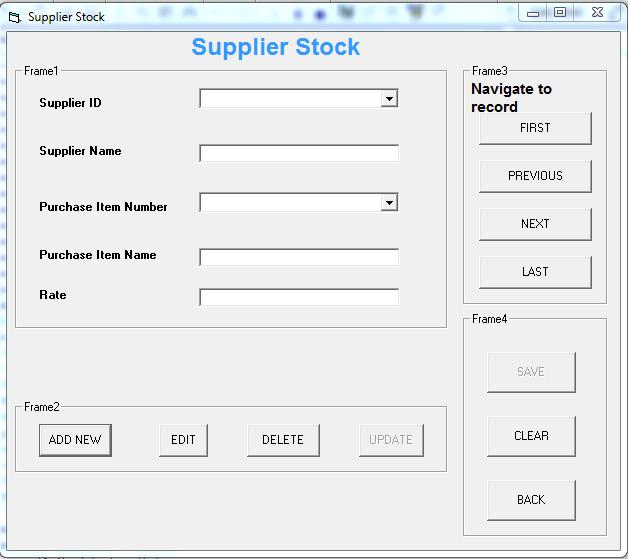 Supplier Stock
Supplier Stock
Frame1
Supplier ID
Supplier Name
Purchase Item Number
Purchase Item Name
Rate
Frame3
Navigate to
record
FIRST
PREVIOUS
NEXT
LAST
Frame2
ADD NEW
EDIT
DELETE
UPDATE
Frame4
SAVE
CLEAR
BACK